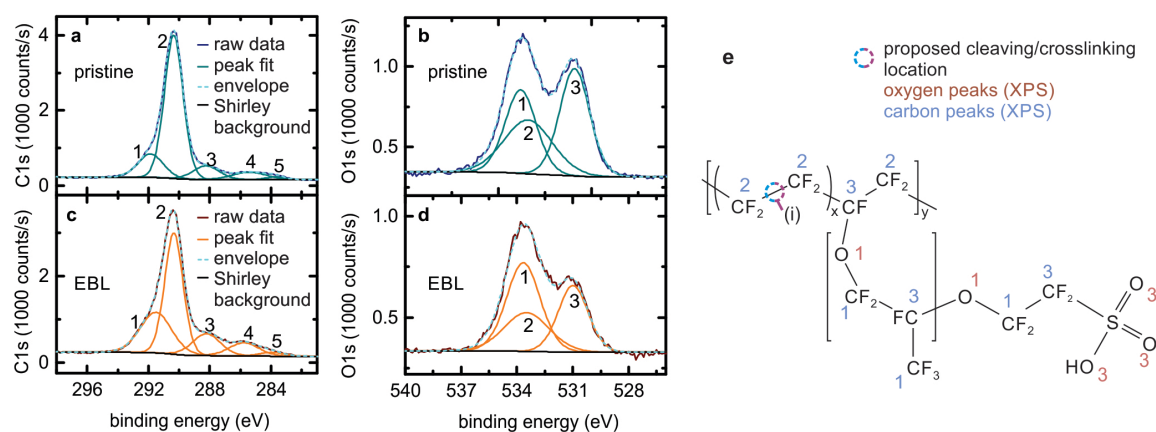 a
2
raw data
peak fit
envelope
Shirley
background
pristine
1
3
4
5
4
2
0
C1s (1000 counts/s)
c
2
raw data
peak fit
envelope
Shirley
background
EBL
1
3
4
5
4
2
0
C1s (1000 counts/s)
296
292
288
284
binding energy (eV)
b
pristine
1
2
3
1.0
0.5
O1s (1000 counts/s)
d
EBL
1
2
3
1.0
0.5
O1s (1000 counts/s)
540
537
534
531
528
binding energy (eV)
e
proposed cleaving/crosslinking
location
oxygen peaks (XPS)
carbon peaks (XPS)
2
2
3
2
CF2
CF2
CF2
(i)
x
CF
y
O
1
CF2
1
3
FC
1
CF3
1
O
1
CF2
3
CF2
O
3
S
O
3
HO
3